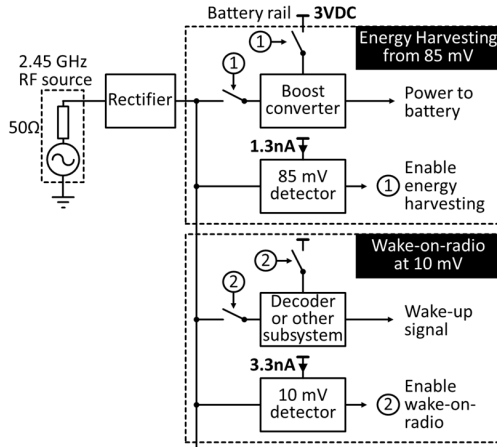 Battery rail 3VDC
Energy Harvesting
from 85 mV
1
1
2.45 GHz
RF source
50Ω
Rectifier
Boost
converter
Power to
battery
1.3nA
85 mV
detector
1 Enable
energy
harvesting
Wake-on-radio
at 10 mV
2
2
Decoder
or other
subsystem
Wake-up
signal
3.3nA
10 mV
detector
2 Enable
wake-on-
radio